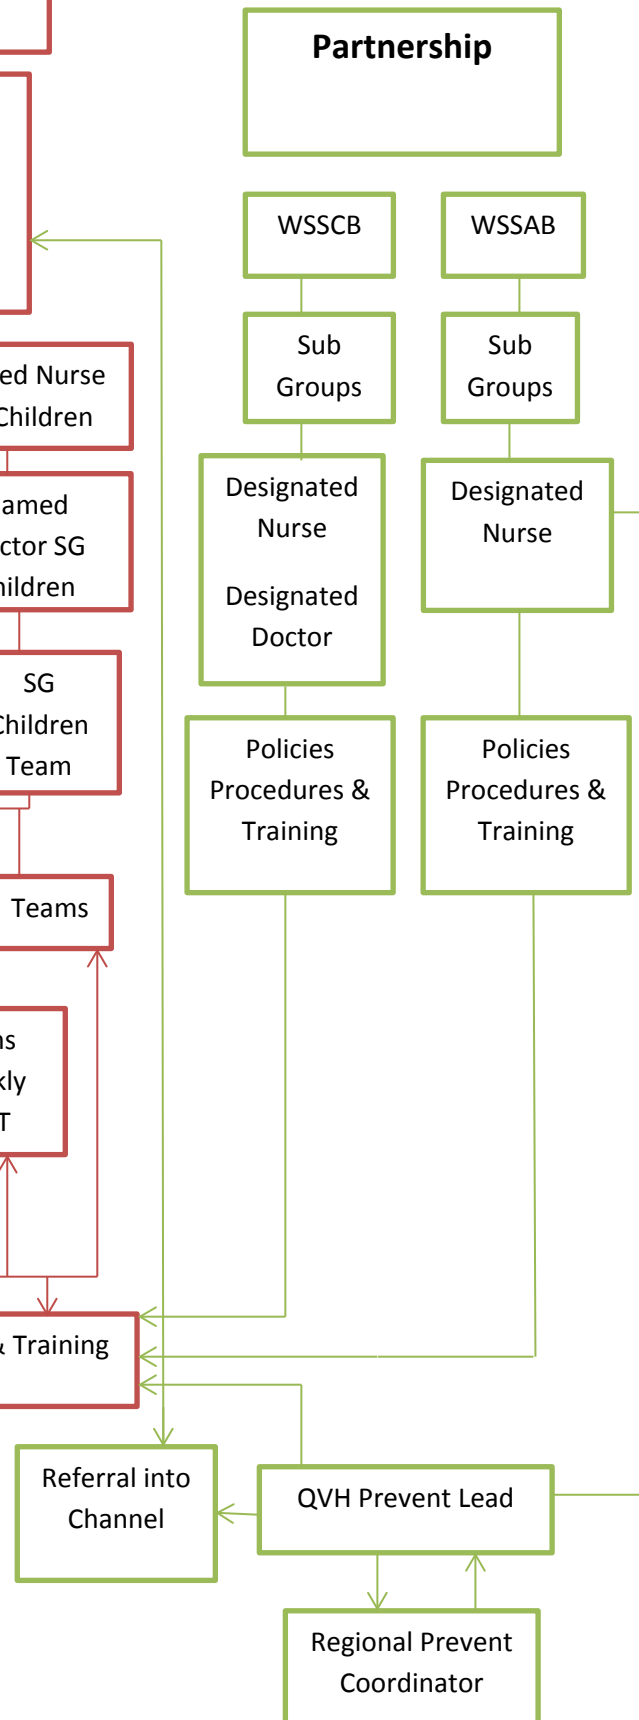 Partnership
WSSCB
WSSAB
Sub
Groups
Sub
Groups
ed Nurse
Children
Designated
Nurse
Designated
Doctor
Designated
Nurse
amed
ctor SG
hildren
SG
Children
Team
Policies
Procedures &
Training
Policies
Procedures &
Training
Teams
ns
kly
T
& Training
Referral into
Channel
QVH Prevent Lead
Regional Prevent
Coordinator